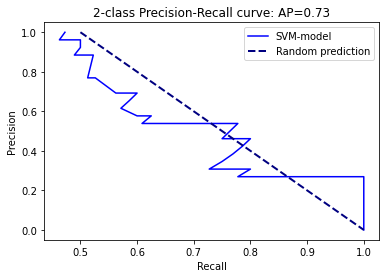 2-class Precision-Recall curve: AP=0.73
SVM-model
Random prediction
Precision
1.0
0.8
0.6
0.4
0.2
0.0
0.5
0.6
0.7
0.8
0.9
1.0
Recall